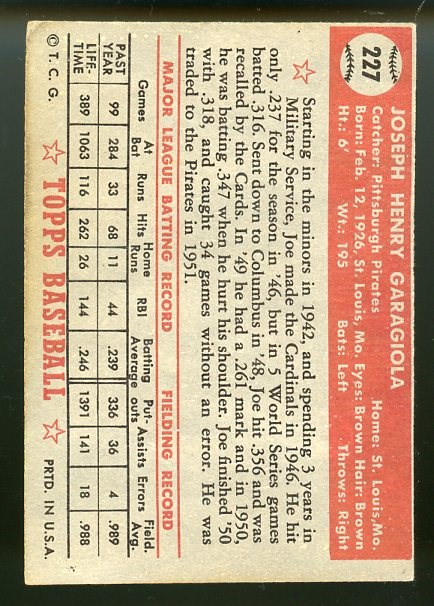 227
JOSEPH HENRY GARAGIOLA
Catcher: Pittsburgh Pirates Home: St. Louis, Mo.
Born: Feb. 12, 1926, St. Louis, Mo. Eyes: Brown Hair: Brown
Ht.: 6' Wt.: 195 Bats: Left Throws: Right
Starting in the minors in 1942, and spending 3 years in
Military Service, Joe made the Cardinals in 1946. He hit
only .237 for the season in '46, but in 5 World Series games
batted .316. Sent down to Columbus in '48, Joe hit .356 and was
recalled by the Cards. In '49 he had a .261 mark and in 1950,
he was batting .347 when he hurt his shoulder. Joe finished '50
with .318, and caught 34 games without an error. He was
traded to the Pirates in 1951.
MAJOR LEAGUE BATTING RECORD FIELDING RECORD
Games At Bat Runs Hits Home Runs RBI Batting Average Put outs Assists Errors Field. Avg.
PAST YEAR 99 284 33 68 11 44 .239 336 36 4 .989
LIFE- TIME 389 1063 116 262 26 144 .246 1391 141 18 .988
© T. C. G. TOPPS BASEBALL PRTD. IN U.S.A.